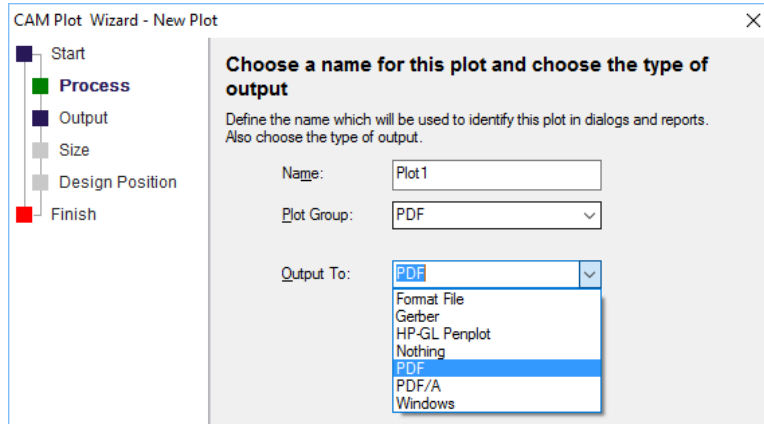 CAM Plot Wizard - New Plot
Start
Process
Output
Size
Design Position
Finish
Choose a name for this plot and choose the type of
output
Define the name which will be used to identify this plot in dialogs and reports.
Also choose the type of output.
Name: Plot1
Plot Group: PDF
Output To: PDF
Format File
Gerber
HP-GL Penplot
Nothing
PDF
PDF/A
Windows